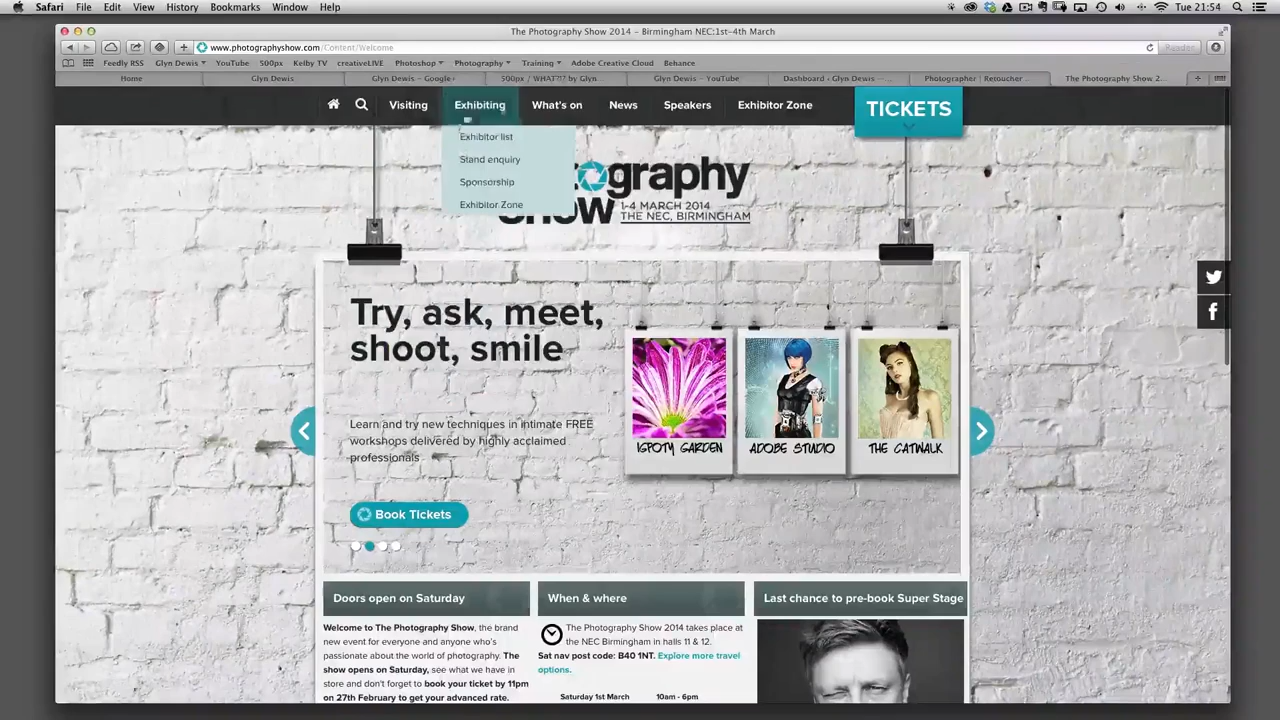 Safari File Edit View History Bookmarks Window Help Tue 21:54
The Photography Show 2014 – Birmingham NEC:1st-4th March
www.photographyshow.com/Content/Welcome Reader
Feedly RSS Glyn Dewis YouTube 500px Kelby TV creativeLIVE Photoshop Photography Training Adobe Creative Cloud Behance
Home Glyn Dewis Glyn Dewis – Google+ 500px / WHAT?!? by Glyn... Glyn Dewis – YouTube Dashboard ‹ Glyn Dewis — ... Photographer | Retoucher ... The Photography Show 2...
Visiting Exhibiting What's on News Speakers Exhibitor Zone TICKETS
Exhibitor list
Stand enquiry
Sponsorship
Exhibitor Zone
ography
Show 1-4 MARCH 2014
THE NEC, BIRMINGHAM
Try, ask, meet,
shoot, smile
Learn and try new techniques in intimate FREE
workshops delivered by highly acclaimed
professionals
IGPOTY GARDEN ADOBE STUDIO THE CATWALK
Book Tickets
Doors open on Saturday
Welcome to The Photography Show, the brand
new event for everyone and anyone who's
passionate about the world of photography. The
show opens on Saturday, see what we have in
store and don't forget to book your ticket by 11pm
on 27th February to get your advanced rate.
When & where
The Photography Show 2014 takes place at
the NEC Birmingham in halls 11 & 12.
Sat nav post code: B40 1NT. Explore more travel
options.
Saturday 1st March 10am - 6pm
Last chance to pre-book Super Stage